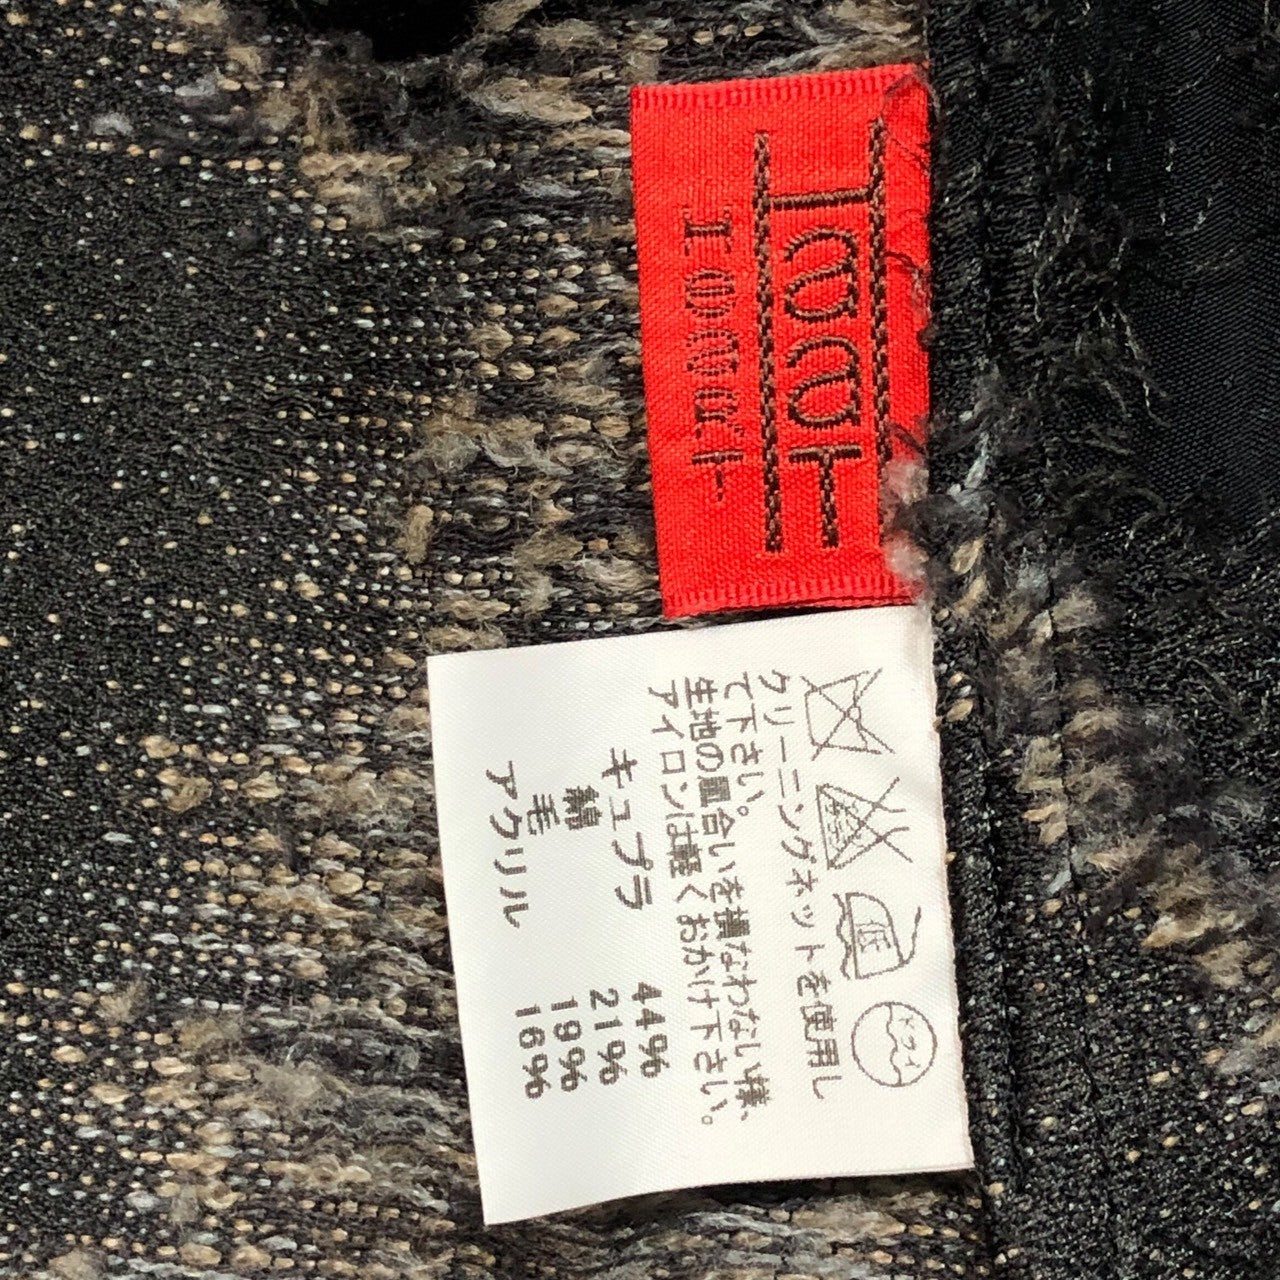 HaaT
低
ドライ
クリーニングネットを使用し
て下さい。
生地の風合いを損なわない様、
アイロンは軽くおかけ下さい。
キュプラ 44%
綿 21%
毛 19%
アクリル 16%